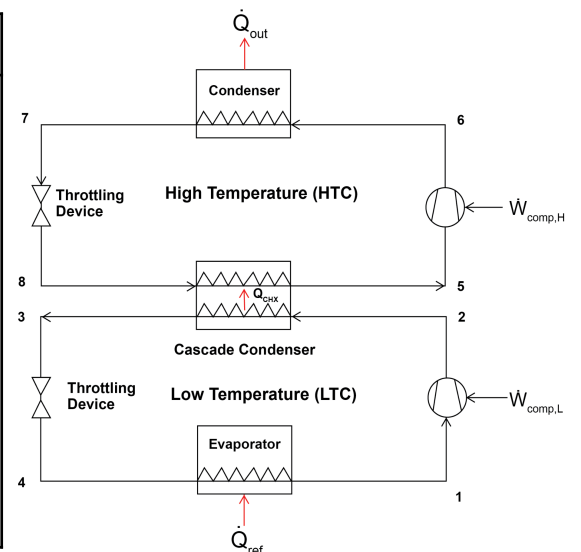 Q̇out
Condenser
7
6
Throttling
Device
High Temperature (HTC)
Ẇcomp,H
8
5
QCHX
3
2
Cascade Condenser
Throttling
Device
Low Temperature (LTC)
Ẇcomp,L
Evaporator
4
1
Q̇ref